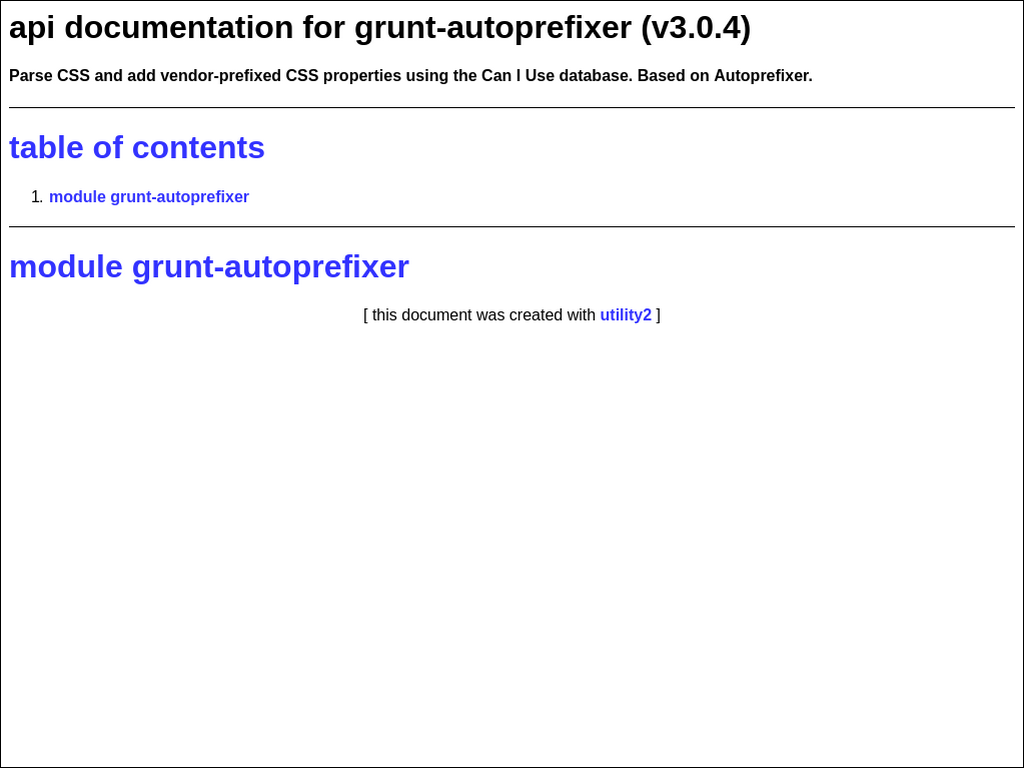 api documentation for grunt-autoprefixer (v3.0.4)
Parse CSS and add vendor-prefixed CSS properties using the Can I Use database. Based on Autoprefixer.
table of contents
1. module grunt-autoprefixer
module grunt-autoprefixer
[ this document was created with utility2 ]